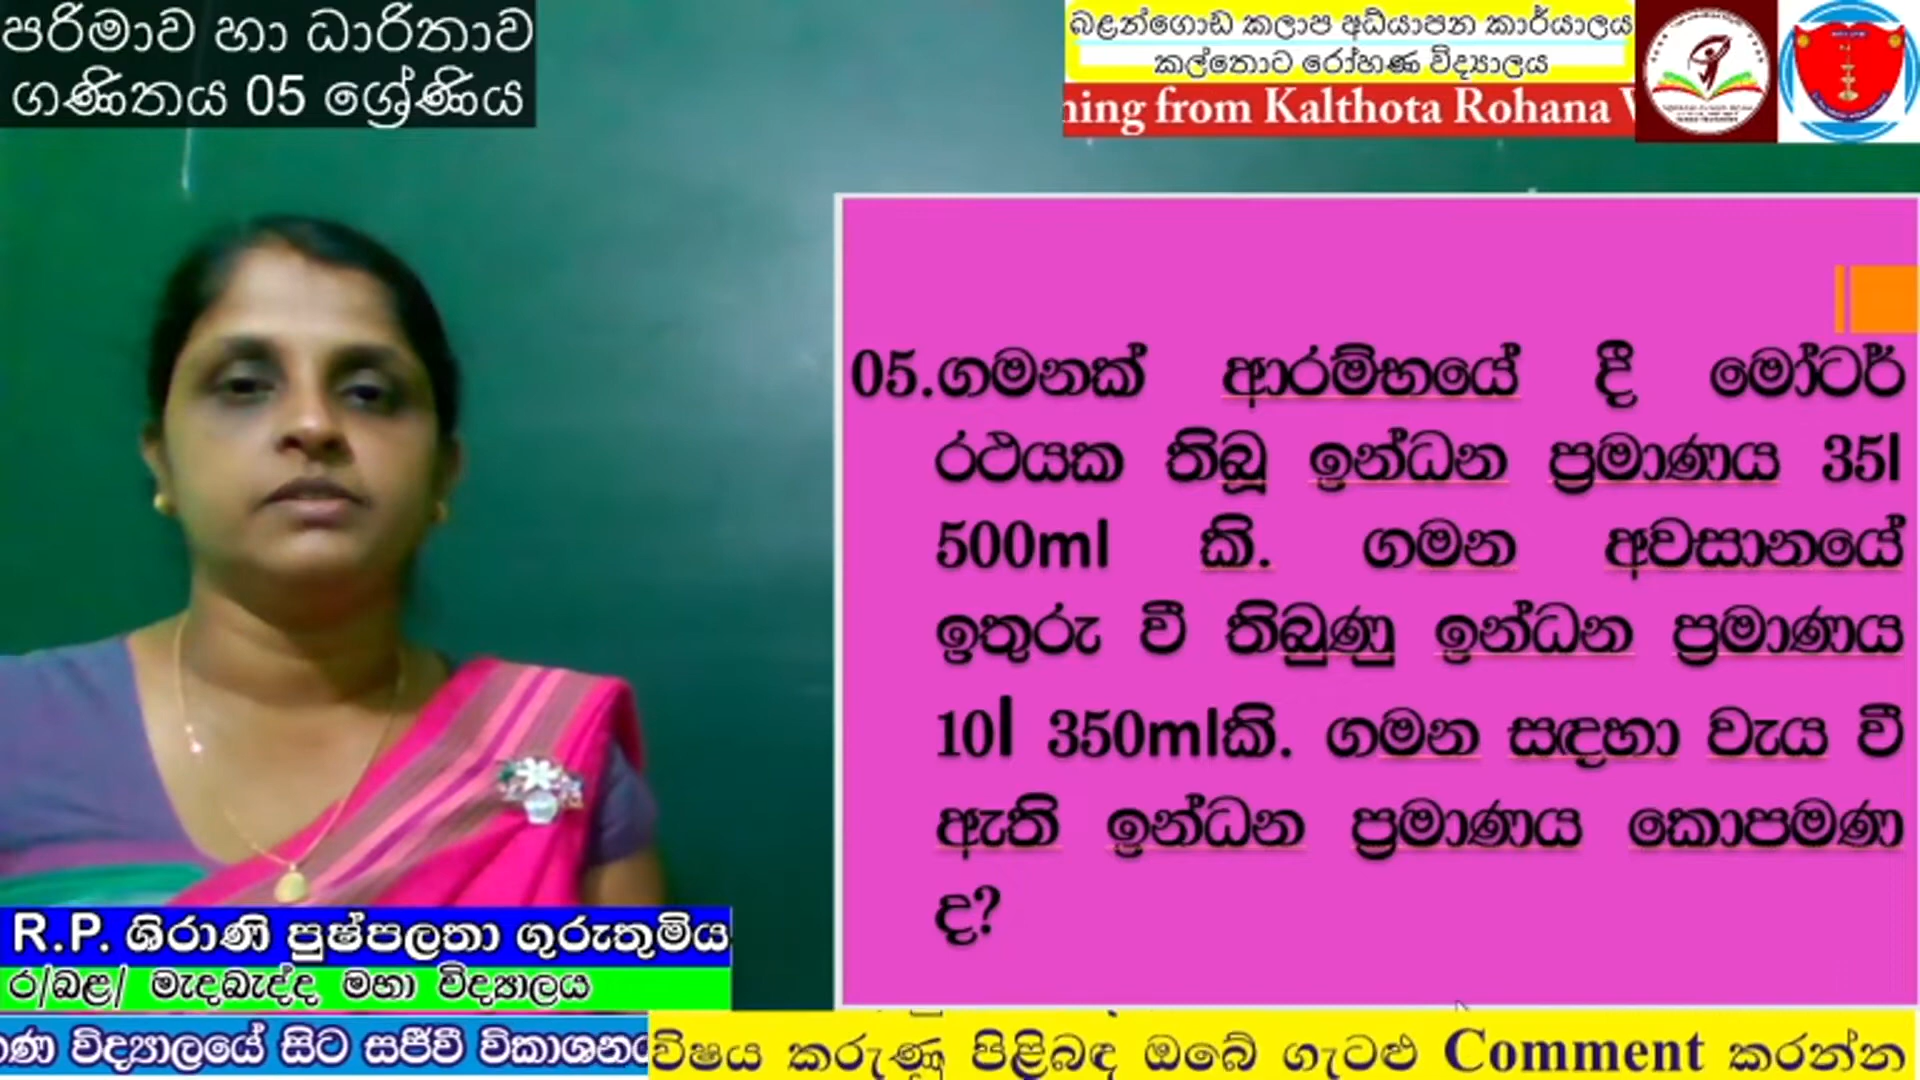 පරිමාව හා ධාරිතාව
ගණිතය 05 ශ්‍රේණිය
බළන්ගොඩ කලාප අධ්‍යාපන කාර්යාලය
කල්තොට රෝහණ විද්‍යාලය
ning from Kalthota Rohana
05.ගමනක් ආරම්භයේ දී මෝටර්
රථයක තිබූ ඉන්ධන ප්‍රමාණය 35l
500ml කි. ගමන අවසානයේ
ඉතුරු වී තිබුණු ඉන්ධන ප්‍රමාණය
10l 350mlකි. ගමන සඳහා වැය වී
ඇති ඉන්ධන ප්‍රමාණය කොපමණ
ද?
R.P. ශිරාණි පුෂ්පලතා ගුරුතුමිය
ර/බළ/ මැදබැද්ද මහා විද්‍යාලය
ණ විද්‍යාලයේ සිට සජීවී විකාශනය
විෂය කරුණු පිළිබඳ ඔබේ ගැටළු Comment කරන්න